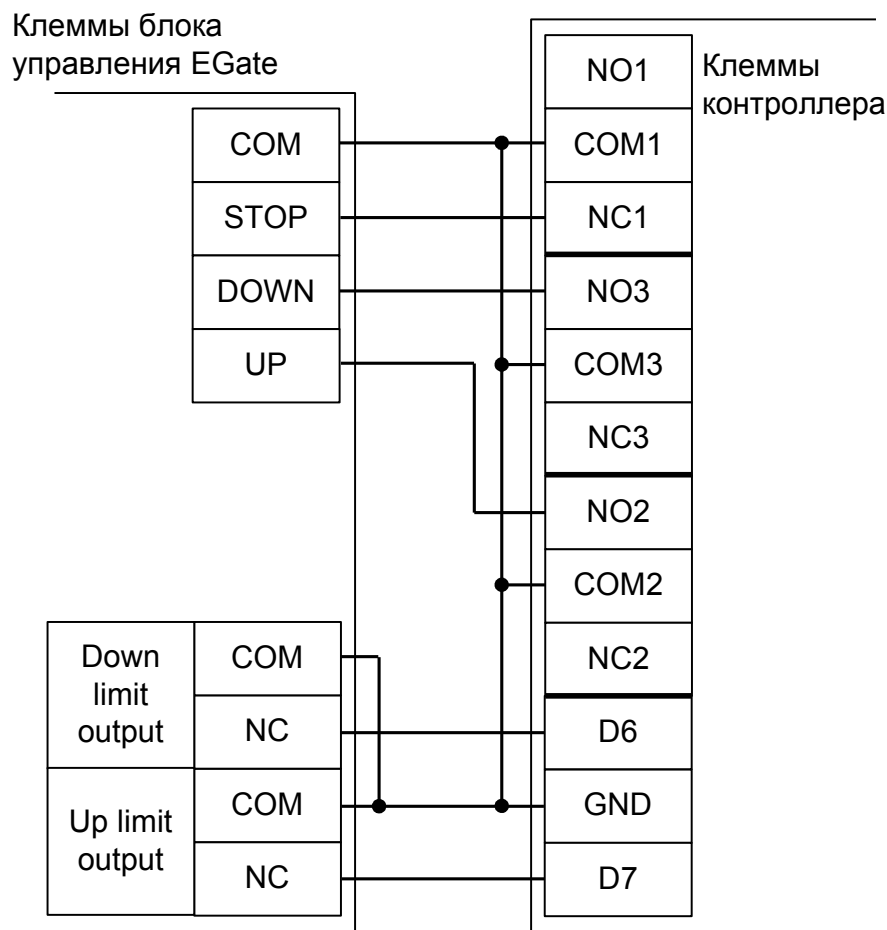 Клеммы блока
управления EGate
COM
STOP
DOWN
UP
Down
limit
output
COM
NC
Up limit
output
COM
NC
Клеммы
контроллера
NO1
COM1
NC1
NO3
COM3
NC3
NO2
COM2
NC2
D6
GND
D7